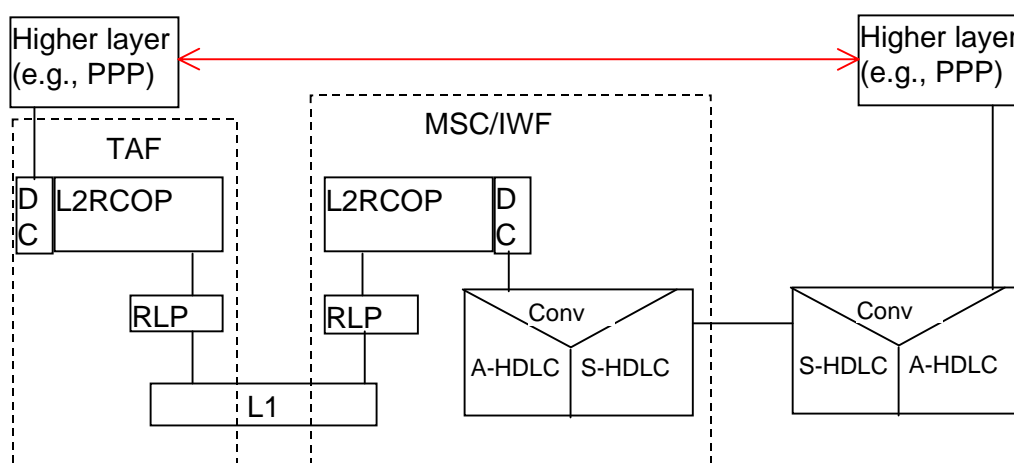 Higher layer
(e.g., PPP)
Higher layer
(e.g., PPP)
TAF
MSC/IWF
D
C
L2RCOP
L2RCOP
D
C
RLP
RLP
Conv
A-HDLC
S-HDLC
Conv
S-HDLC
A-HDLC
L1